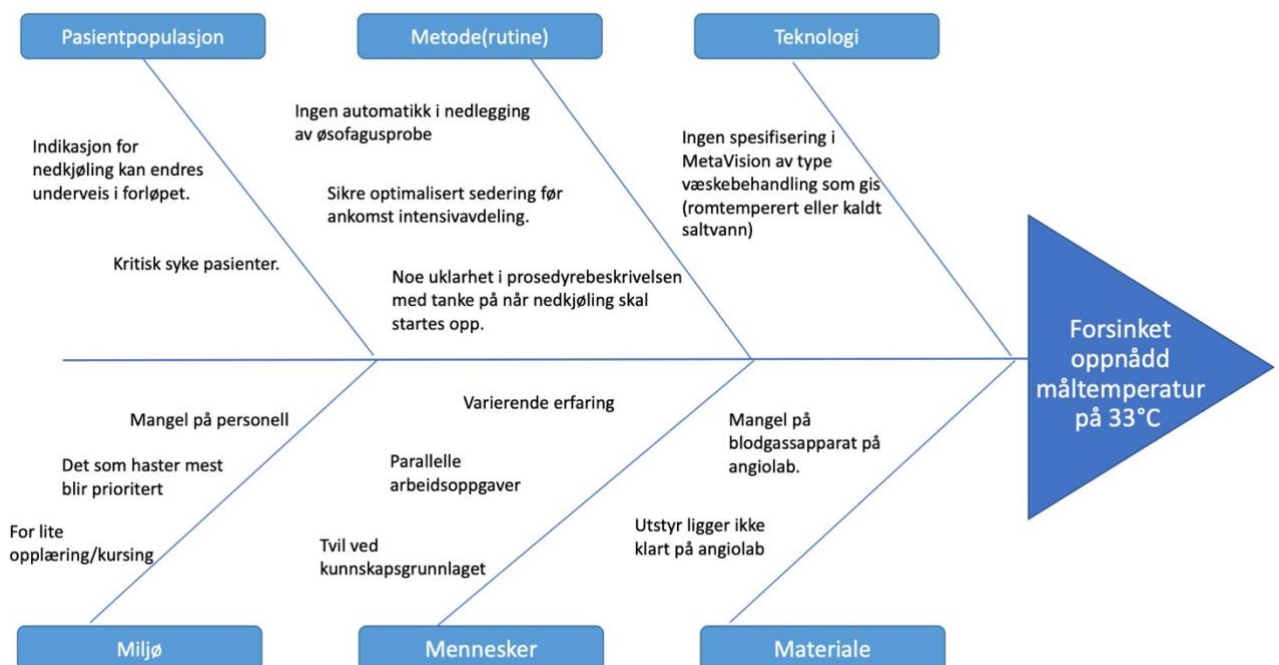 Pasientpopulasjon
Metode(rutine)
Teknologi
Indikasjon for
nedkjøling kan endres
underveis i forløpet.
Kritisk syke pasienter.
Ingen automatikk i nedlegging
av øsofagusprobe
Sikre optimalisert sedering før
ankomst intensivavdeling.
Noe uklarhet i prosedyrebeskrivelsen
med tanke på når nedkjøling skal
startes opp.
Ingen spesifisering i
MetaVision av type
væskebehandling som gis
(romtemperert eller kaldt
saltvann)
Forsinket
oppnådd
måltemperatur
på 33°C
Mangel på personell
Det som haster mest
blir prioritert
For lite
opplæring/kursing
Varierende erfaring
Parallelle
arbeidsoppgaver
Tvil ved
kunnskapsgrunnlaget
Mangel på
blodgassapparat på
angiolab.
Utstyr ligger ikke
klart på angiolab
Miljø
Mennesker
Materiale